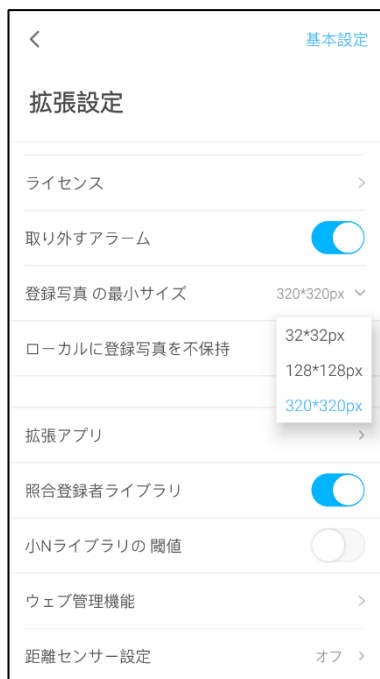 基本設定
拡張設定
ライセンス
取り外すアラーム
登録写真 の最小サイズ 320*320px
32*32px
ローカルに登録写真を不保持
128*128px
320*320px
拡張アプリ
照合登録者ライブラリ
小Nライブラリの 閾値
ウェブ管理機能
距離センサー設定 オフ